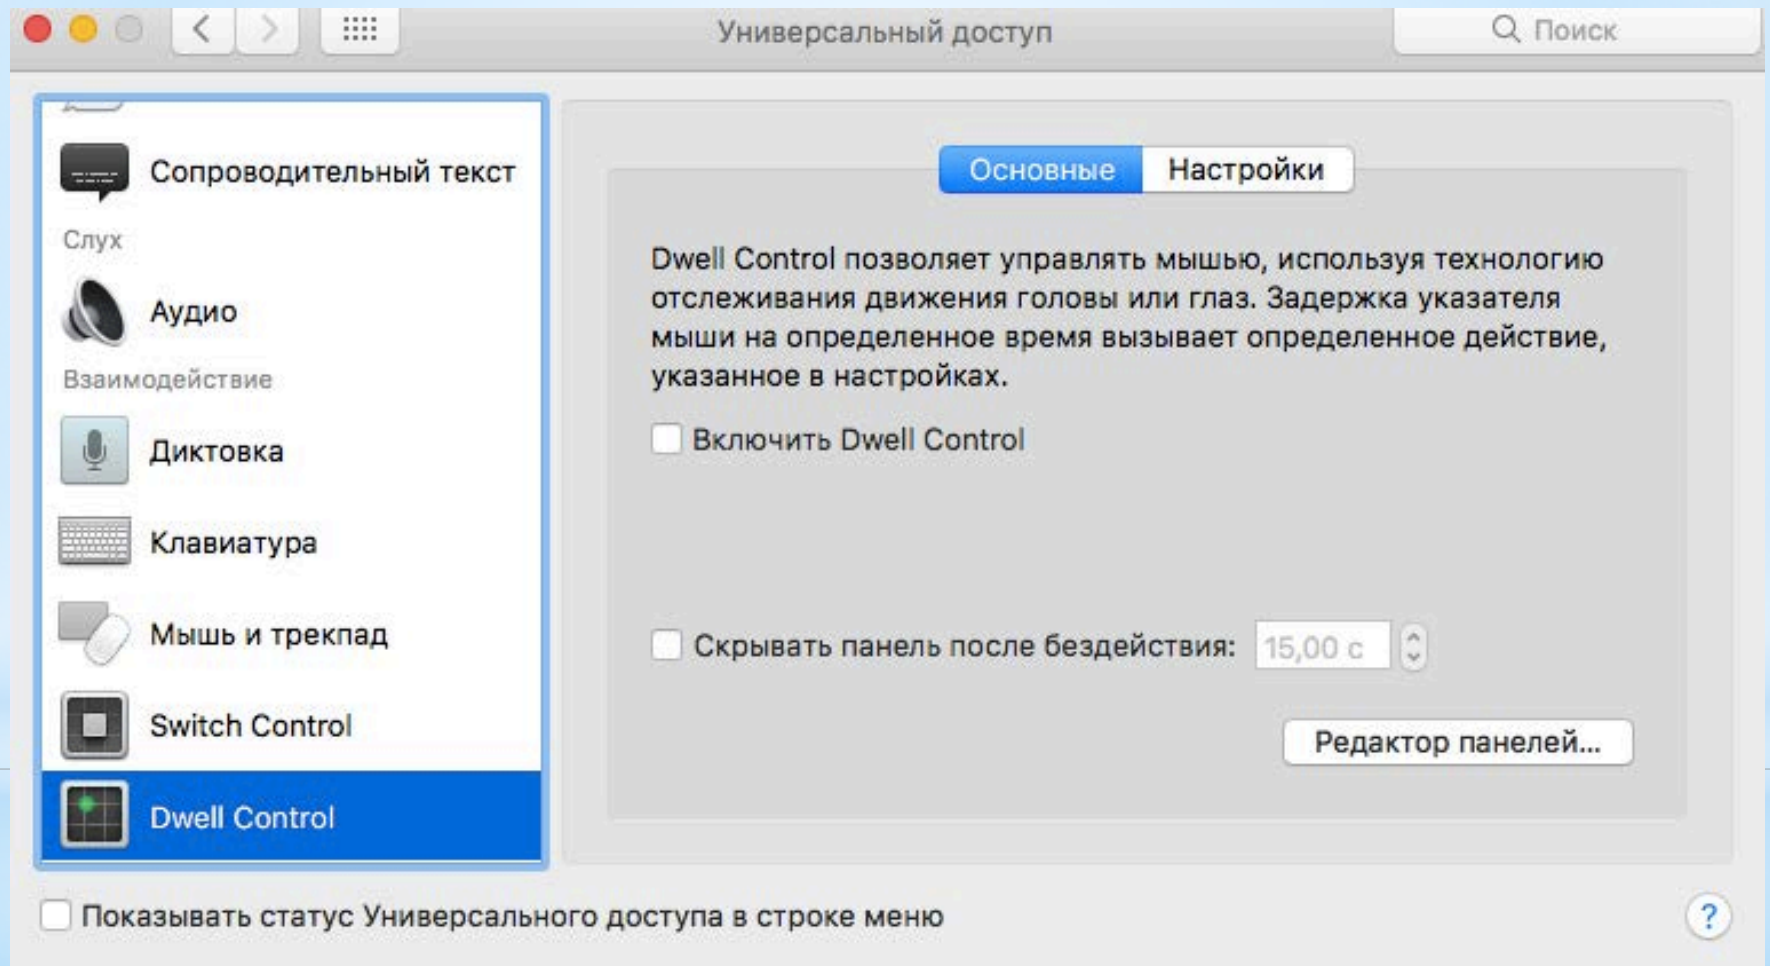 Универсальный доступ
Поиск
Сопроводительный текст
Слух
Аудио
Взаимодействие
Диктовка
Клавиатура
Мышь и трекпад
Switch Control
Dwell Control
Основные
Настройки
Dwell Control позволяет управлять мышью, используя технологию
отслеживания движения головы или глаз. Задержка указателя
мыши на определенное время вызывает определенное действие,
указанное в настройках.
Включить Dwell Control
Скрывать панель после бездействия: 15,00 с
Редактор панелей...
Показывать статус Универсального доступа в строке меню
?